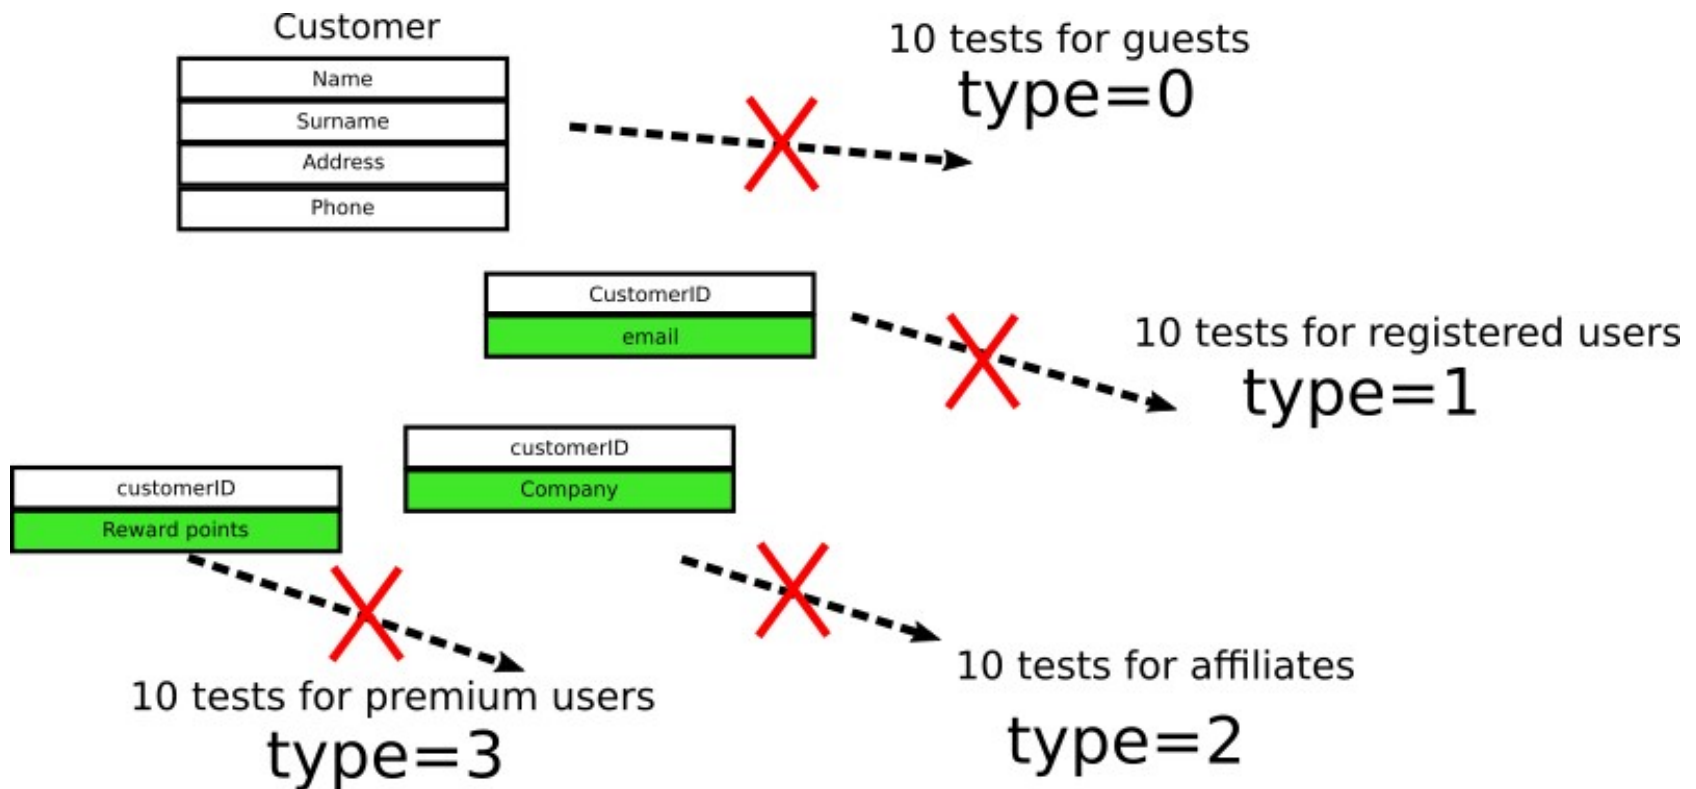 Customer
Name
Surname
Address
Phone
10 tests for guests
type=0
CustomerID
email
10 tests for registered users
type=1
customerID
Company
customerID
Reward points
10 tests for affiliates
type=2
10 tests for premium users
type=3